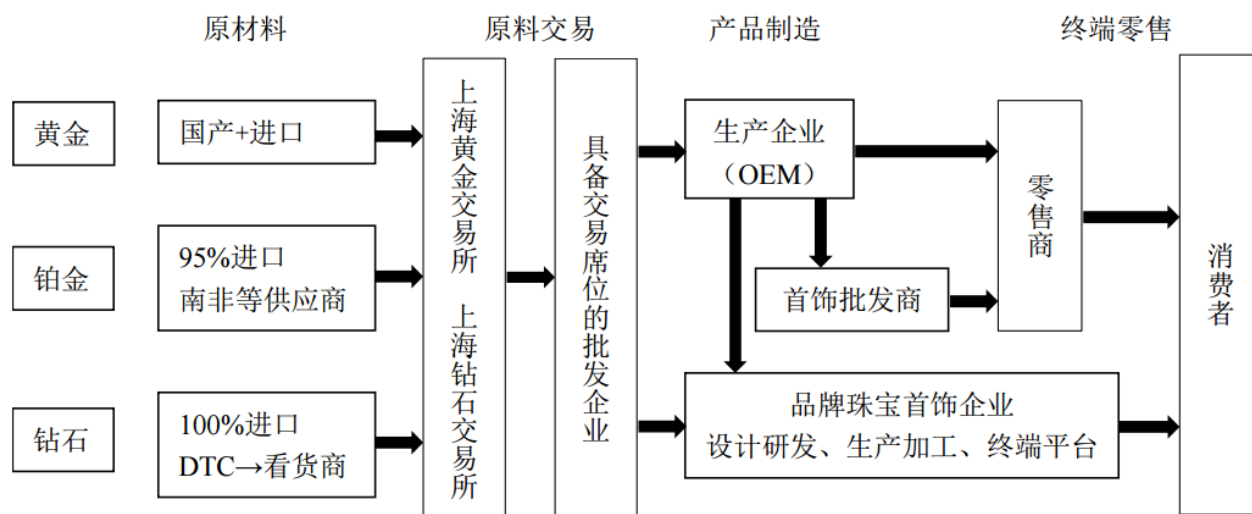 原材料
原料交易
产品制造
终端零售
黄金
国产+进口
铂金
95%进口
南非等供应商
钻石
100%进口
DTC→看货商
上海黄金交易所 上海钻石交易所
具备交易席位的批发企业
生产企业
（OEM）
首饰批发商
零售商
品牌珠宝首饰企业
设计研发、生产加工、终端平台
消费者